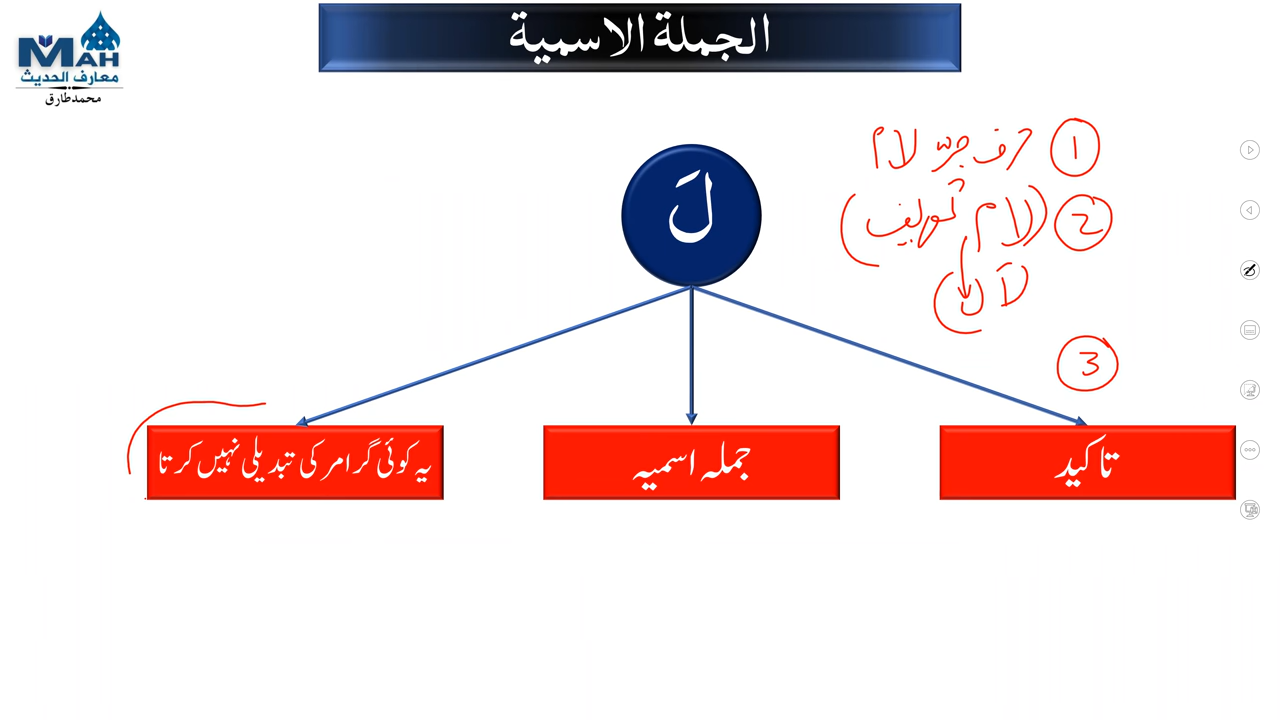 الجملة الاسمية
MAH
معارف الحدیث
محمد طارق
1 حرف جر لام
2 (لام تعریف)
لَ
3
تاکید
جملہ اسمیہ
یہ کوئی گرامر کی تبدیلی نہیں کرتا